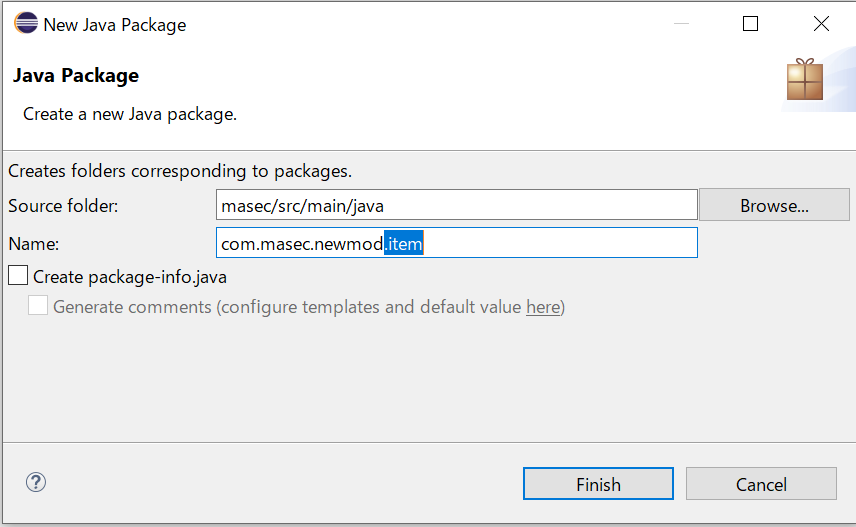 New Java Package
Java Package
Create a new Java package.
Creates folders corresponding to packages.
Source folder: masec/src/main/java Browse...
Name: com.masec.newmod.item
Create package-info.java
Generate comments (configure templates and default value here)
? Finish Cancel